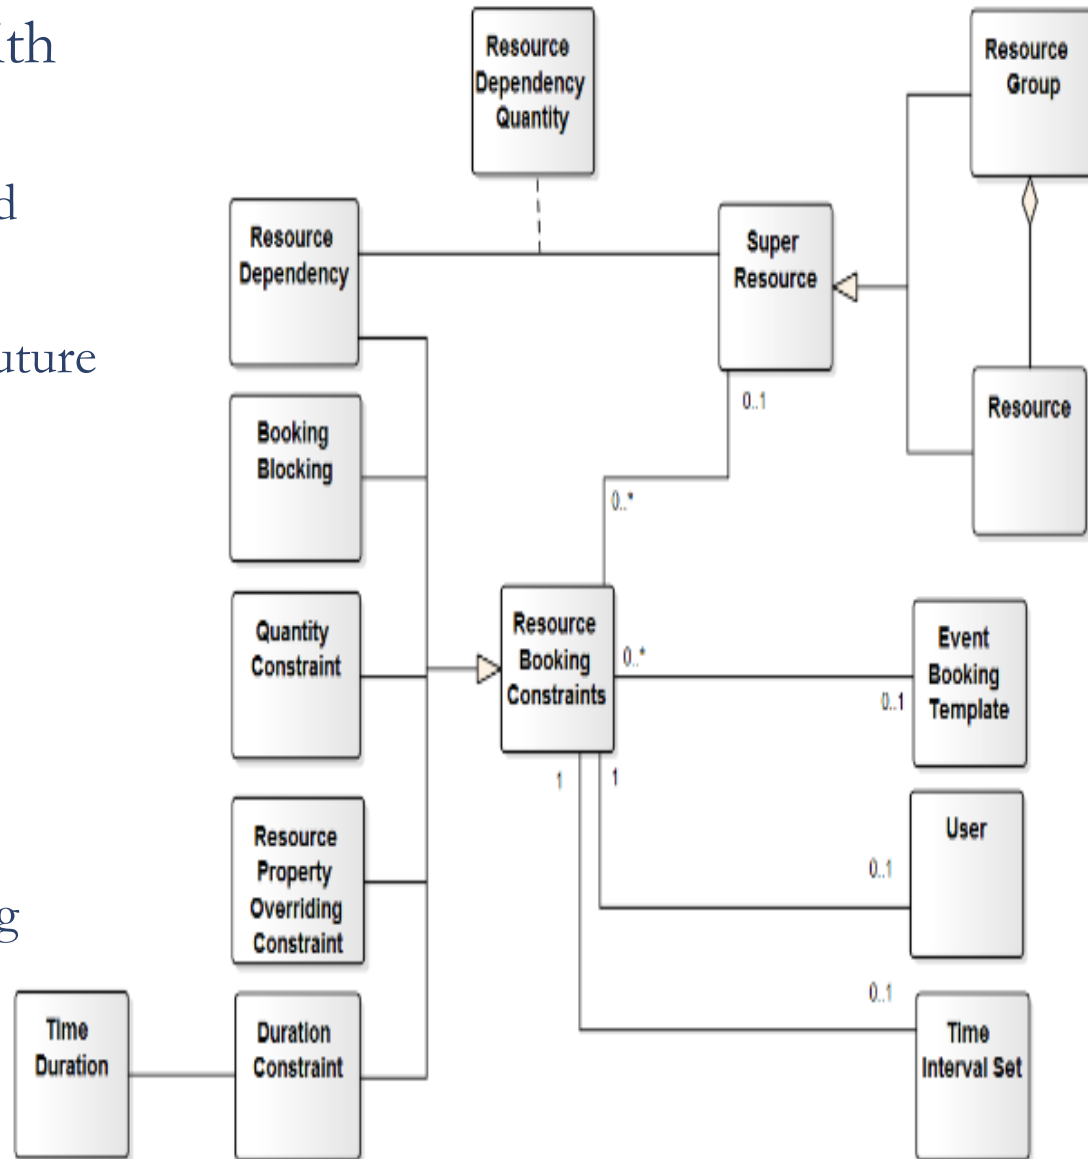 ith
d
uture
g
Resource
Dependency
Quantity
Resource
Group
Resource
Dependency
Super
Resource
0..1
Resource
Booking
Blocking
0..*
Quantity
Constraint
Resource
Booking
Constraints
0..*
0..1
Event
Booking
Template
1
1
User
0..1
Resource
Property
Overriding
Constraint
0..1
Time
Duration
Duration
Constraint
Time
Interval Set